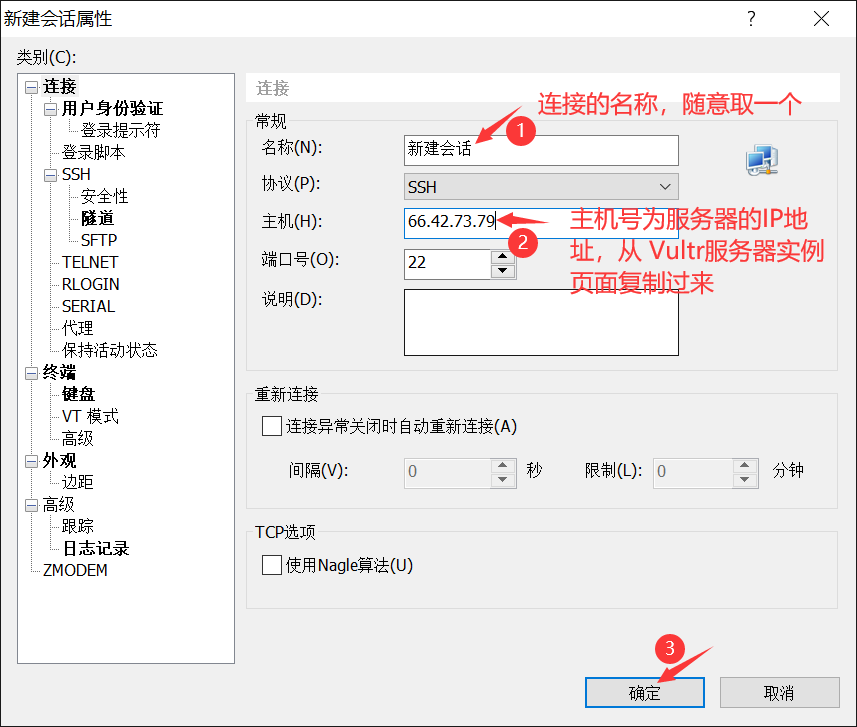 新建会话属性
?
类别(C):
连接
用户身份验证
登录提示符
登录脚本
SSH
安全性
隧道
SFTP
TELNET
RLOGIN
SERIAL
代理
保持活动状态
终端
键盘
VT 模式
高级
外观
边距
高级
跟踪
日志记录
ZMODEM
连接
连接的名称，随意取一个
常规
1
名称(N):
新建会话
协议(P):
SSH
主机(H):
66.42.73.79
2
主机号为服务器的IP地
址，从 Vultr服务器实例
页面复制过来
端口号(O):
22
说明(D):
重新连接
连接异常关闭时自动重新连接(A)
间隔(V):
0
秒
限制(L):
0
分钟
TCP选项
使用Nagle算法(U)
3
确定
取消